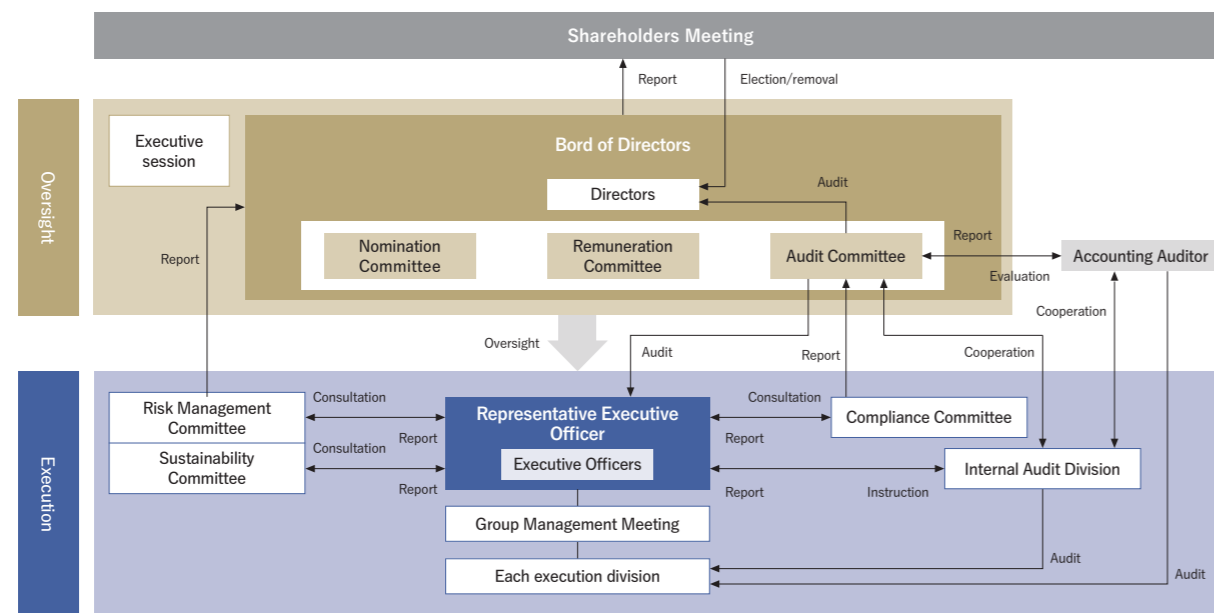 Shareholders Meeting
Report
Election/removal
Oversight
Executive
session
Bord of Directors
Directors
Audit
Nomination
Committee
Remuneration
Committee
Audit Committee
Report
Evaluation
Accounting Auditor
Report
Cooperation
Oversight
Audit
Report
Cooperation
Execution
Risk Management
Committee
Consultation
Report
Sustainability
Committee
Consultation
Report
Representative Executive
Officer
Executive Officers
Consultation
Report
Compliance Committee
Report
Instruction
Internal Audit Division
Group Management Meeting
Each execution division
Audit
Audit